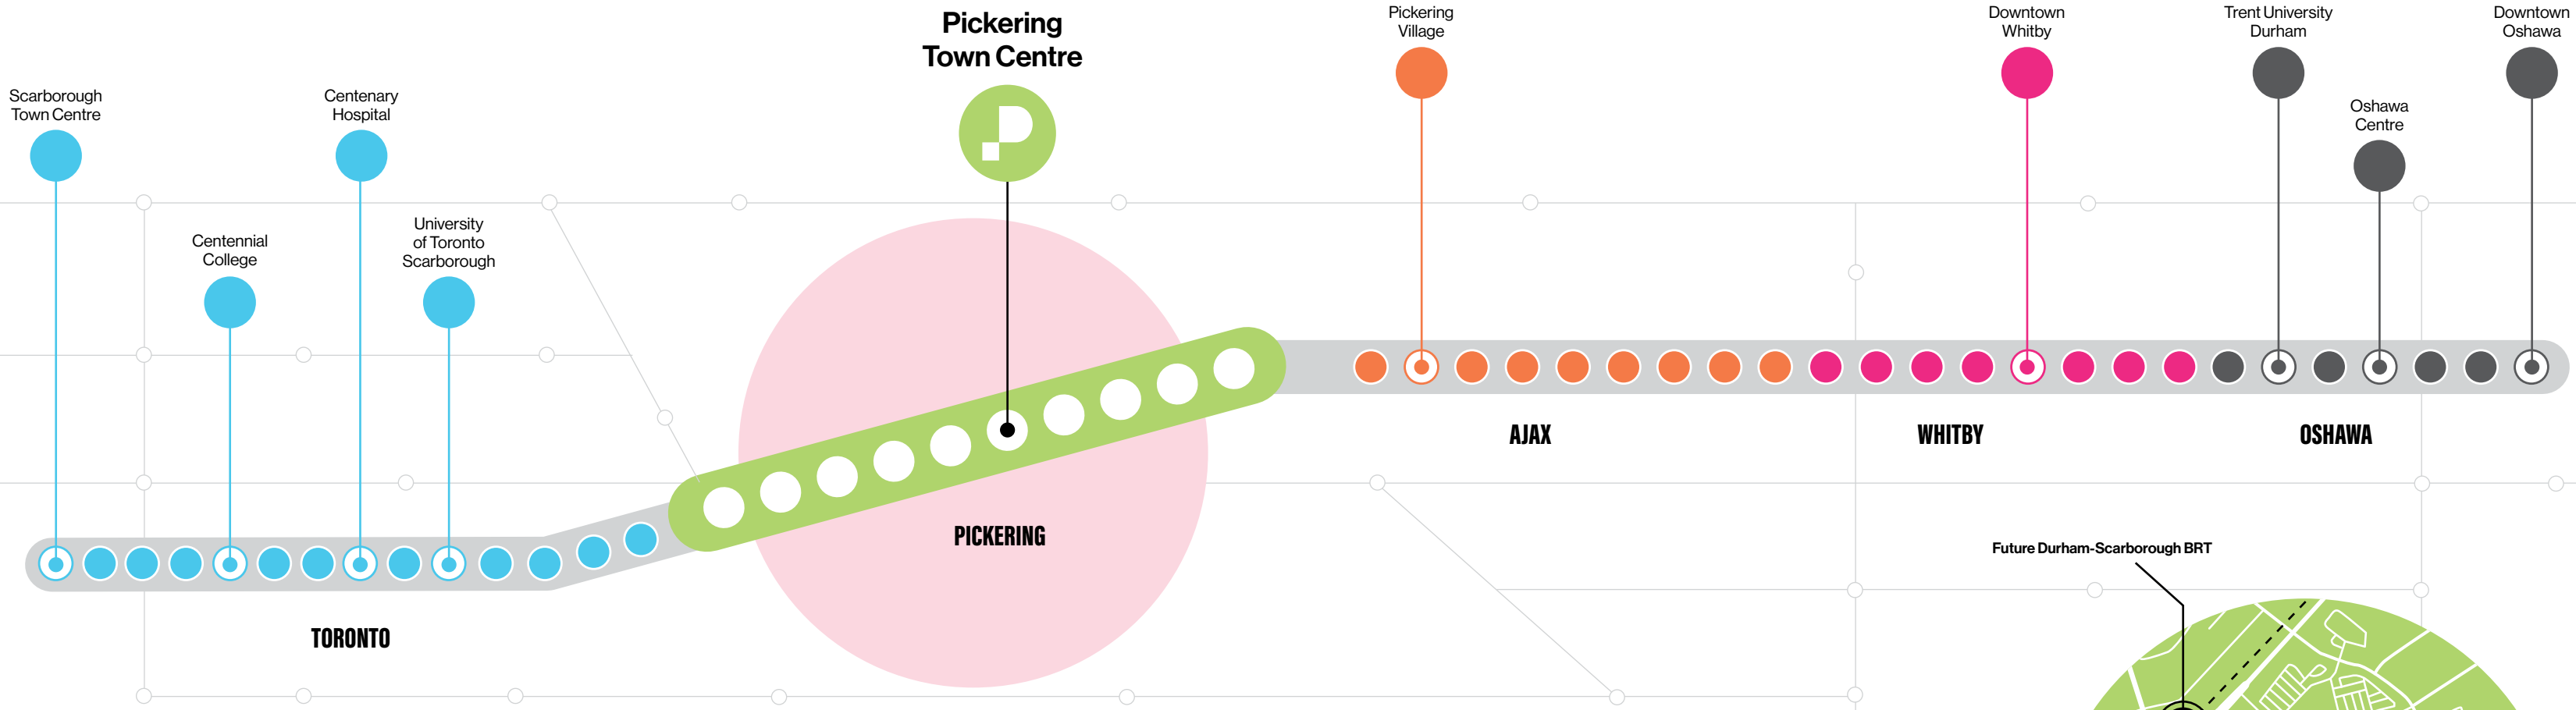 Pickering
Town Centre
Pickering
Village
Downtown
Whitby
Trent University
Durham
Downtown
Oshawa
Scarborough
Town Centre
Centenary
Hospital
Oshawa
Centre
Centennial
College
University
of Toronto
Scarborough
AJAX
WHITBY
OSHAWA
PICKERING
Future Durham-Scarborough BRT
TORONTO